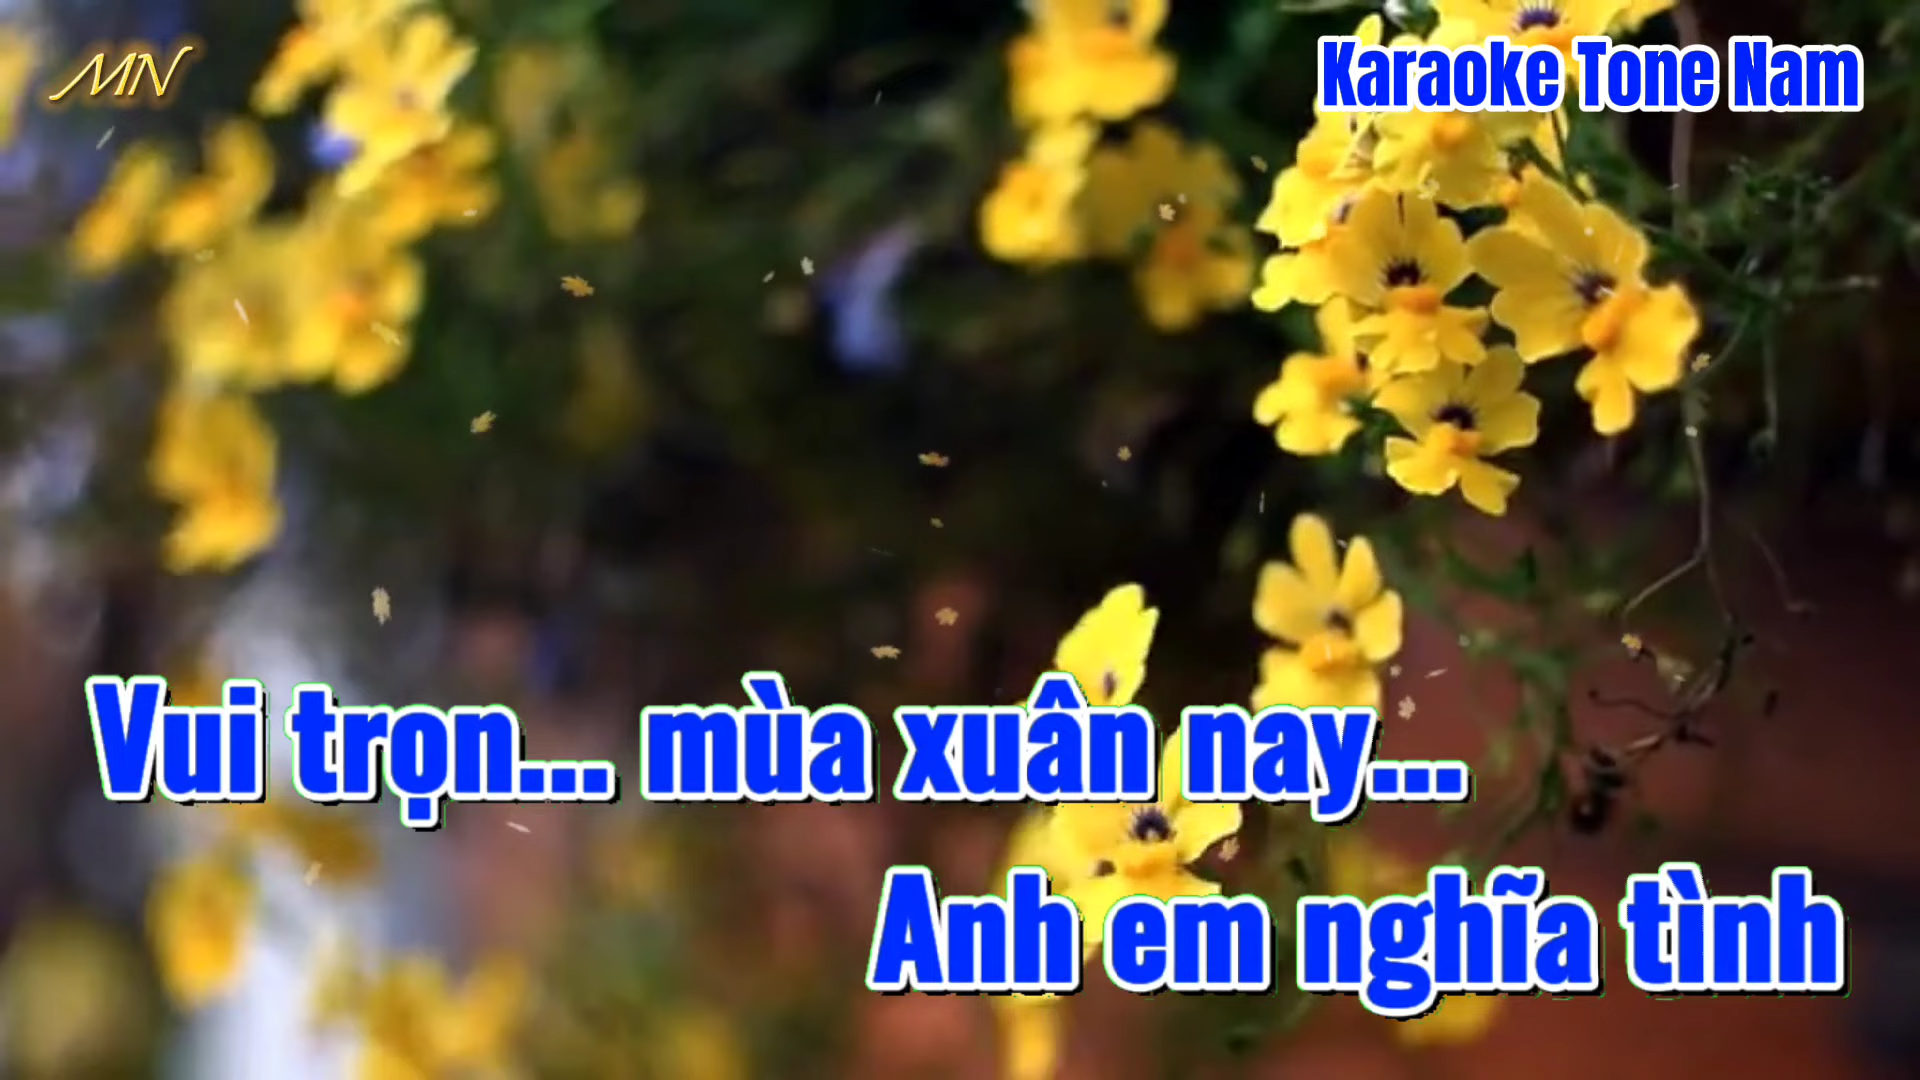 MN
Karaoke Tone Nam
Vui trọn... mùa xuân nay...
Anh em nghĩa tình